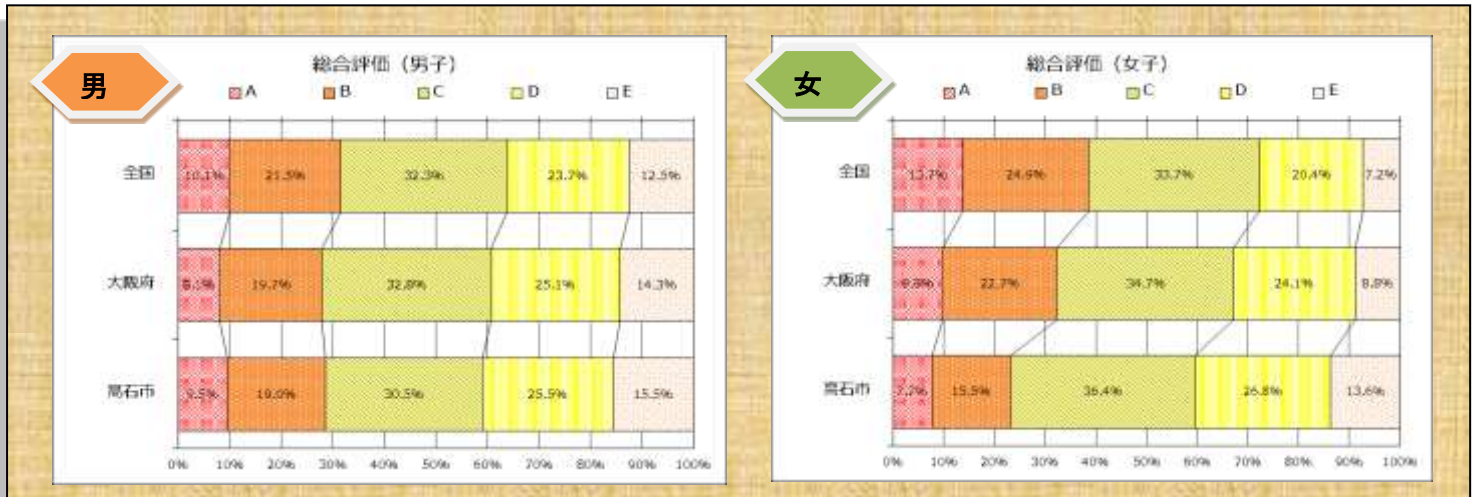 男
総合評価（男子）
A B C D E
全国 10.1% 21.5% 32.3% 23.7% 12.5%
大阪府 8.1% 19.7% 32.8% 25.1% 14.3%
高石市 9.5% 19.0% 30.5% 25.5% 15.5%
0% 10% 20% 30% 40% 50% 60% 70% 80% 90% 100%
女
総合評価（女子）
A B C D E
全国 13.7% 24.9% 33.7% 20.4% 7.2%
大阪府 9.8% 22.7% 34.7% 24.1% 8.8%
高石市 15.5% 36.4% 26.8% 13.6%
0% 10% 20% 30% 40% 50% 60% 70% 80% 90% 100%